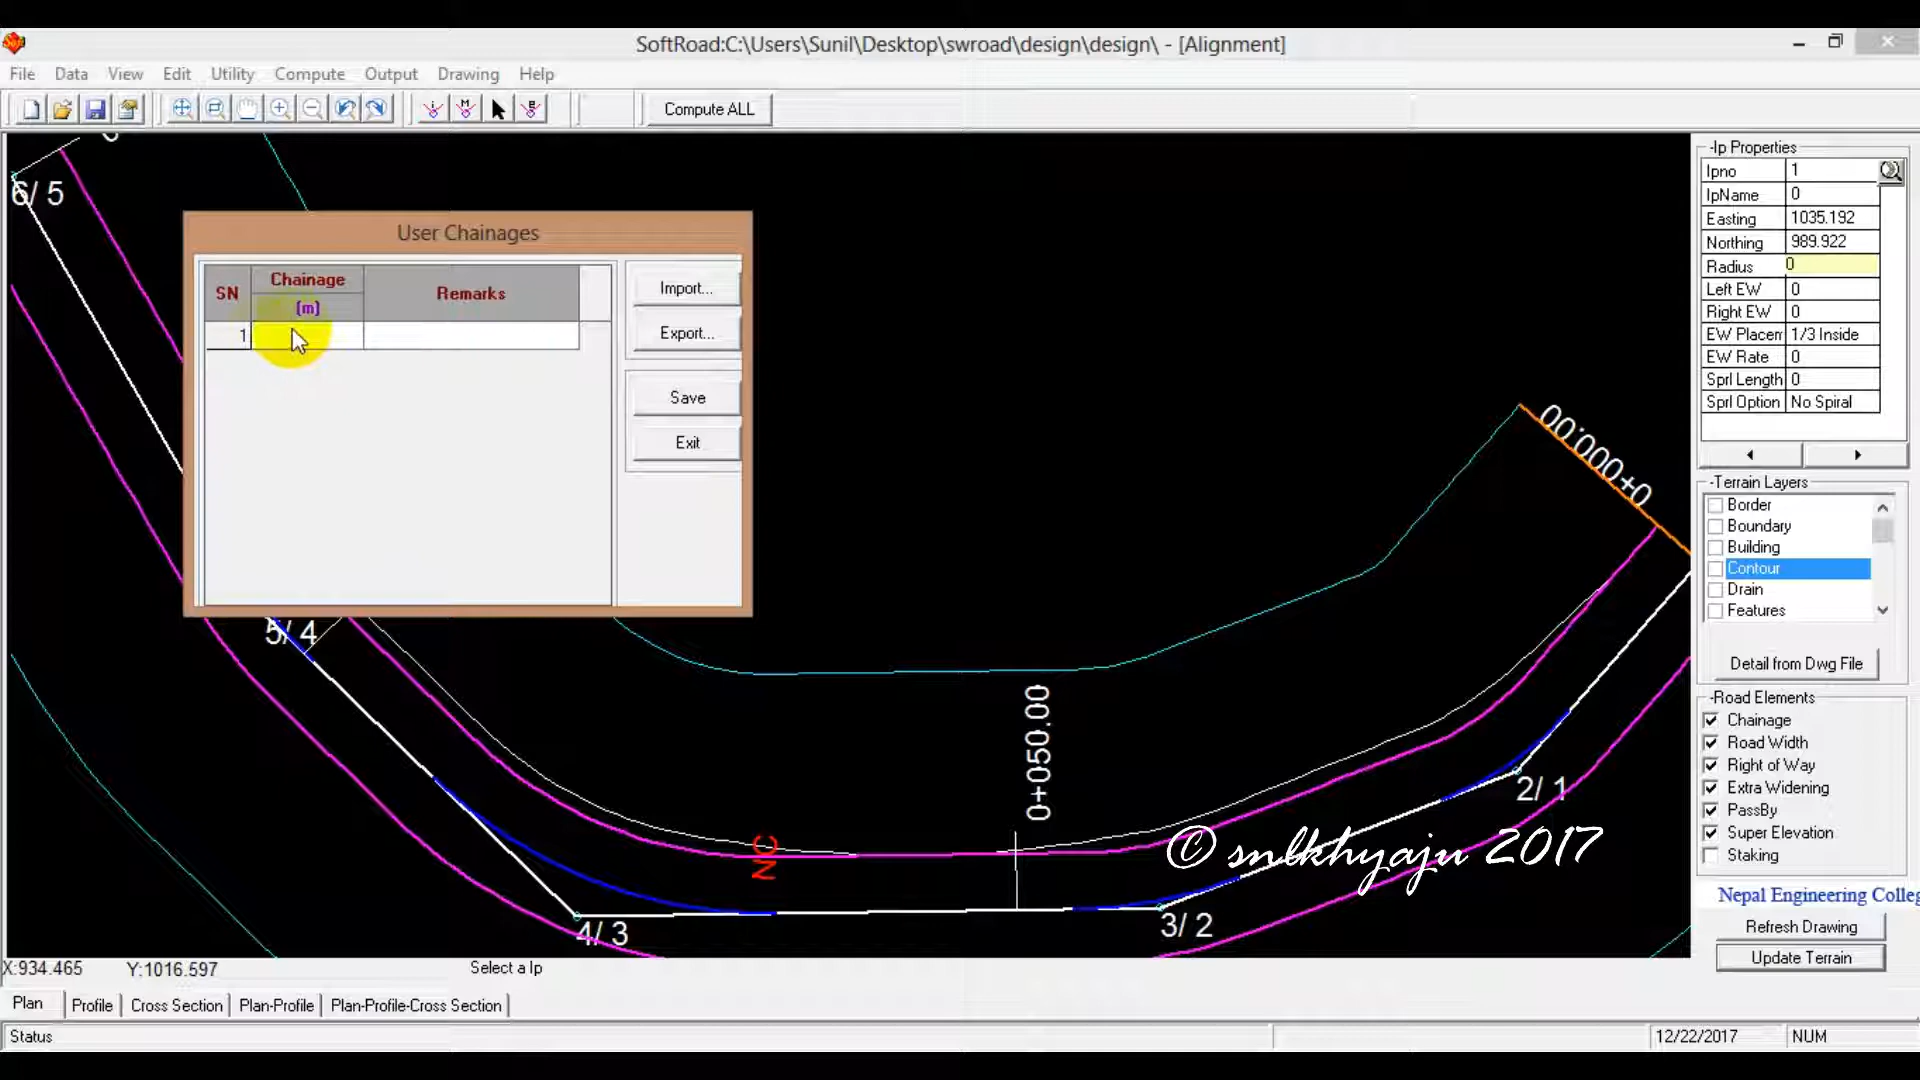 SoftRoad:C:\Users\Sunil\Desktop\swroad\design\design\ - [Alignment]
File Data View Edit Utility Compute Output Drawing Help
Compute ALL
6/ 5
User Chainages
SN Chainage [m] Remarks
1
Import...
Export...
Save
Exit
5/ 4
NC
0+050.00
0+000.00
2/ 1
4/ 3
3/ 2
© snlkhyaju 2017
-Ip Properties
Ipno 1
IpName 0
Easting 1035.192
Northing 989.922
Radius 0
Left EW 0
Right EW 0
EW Placem 1/3 Inside
EW Rate 0
Sprl Length 0
Sprl Option No Spiral
-Terrain Layers
Border
Boundary
Building
Contour
Drain
Features
Detail from Dwg File
-Road Elements
Chainage
Road Width
Right of Way
Extra Widening
PassBy
Super Elevation
Staking
Nepal Engineering Colleg
Refresh Drawing
Update Terrain
X:934.465 Y:1016.597 Select a Ip
Plan Profile Cross Section Plan-Profile Plan-Profile-Cross Section
Status 12/22/2017 NUM